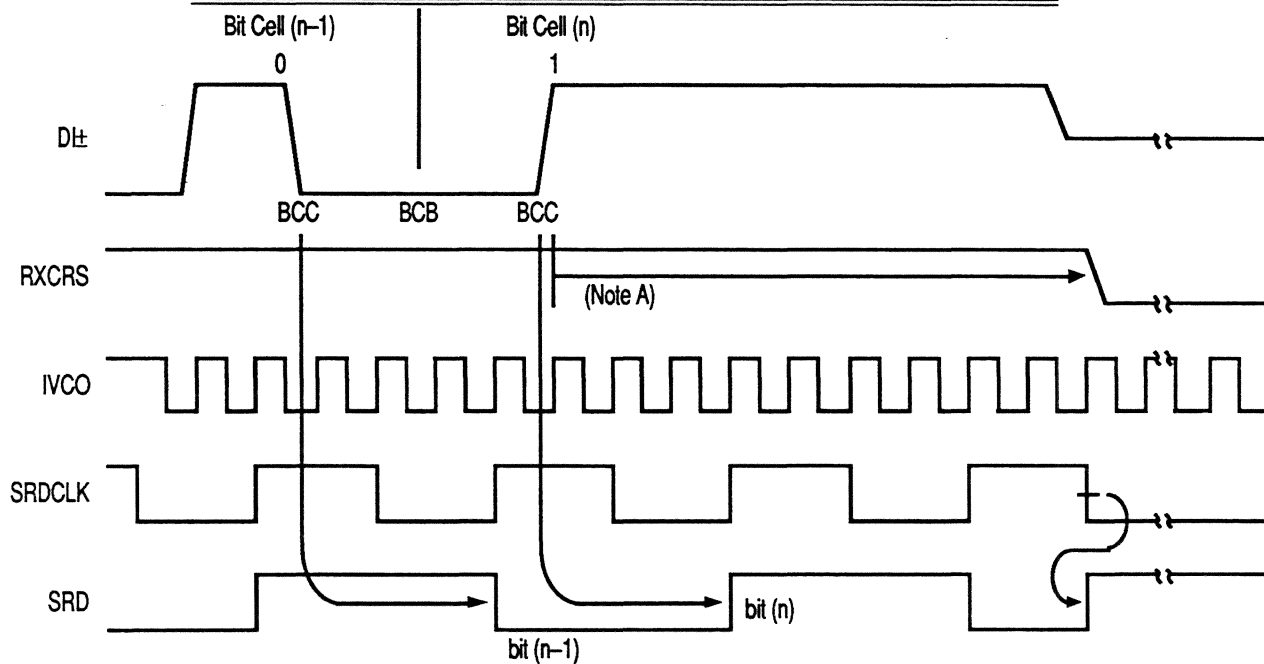 Bit Cell (n–1)
Bit Cell (n)
0
1
DI±
BCC
BCB
BCC
RXCRS
(Note A)
IVCO
SRDCLK
SRD
bit (n)
bit (n–1)